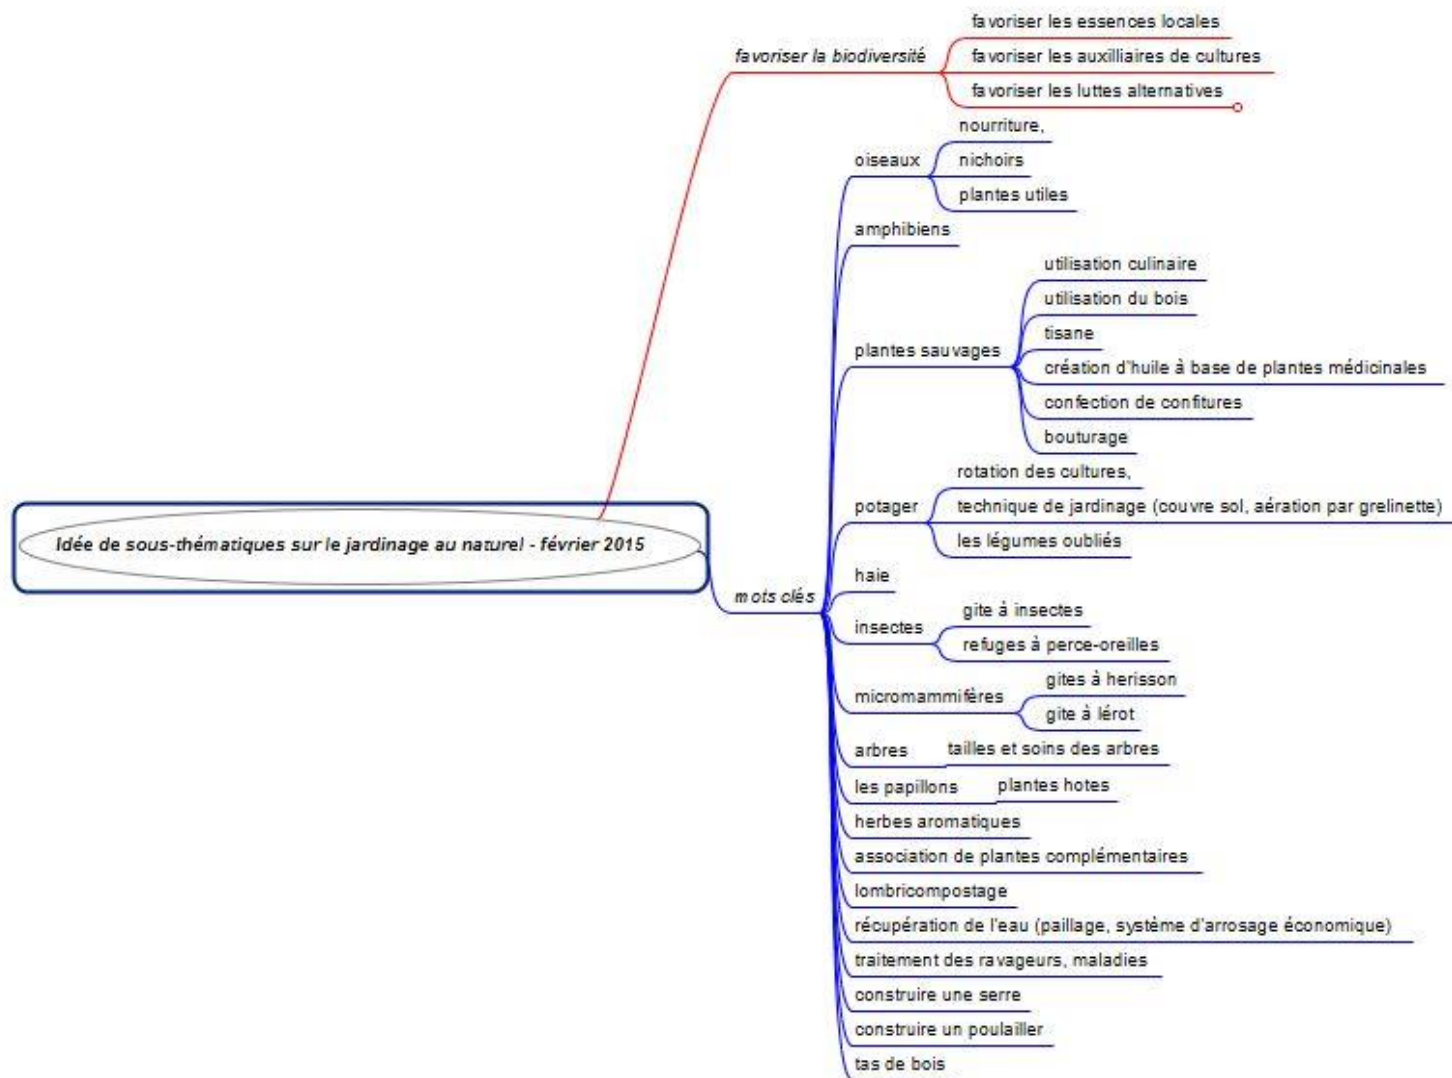 favoriser la biodiversité
favoriser les essences locales
favoriser les auxilliaires de cultures
favoriser les luttes alternatives
Idée de sous-thématiques sur le jardinage au naturel - février 2015
mots clés
oiseaux
nourriture,
nichoirs
plantes utiles
amphibiens
plantes sauvages
utilisation culinaire
utilisation du bois
tisane
création d'huile à base de plantes médicinales
confection de confitures
bouturage
potager
rotation des cultures,
technique de jardinage (couvre sol, aération par grelinette)
les légumes oubliés
haie
insectes
gite à insectes
refuges à perce-oreilles
micromammifères
gites à herisson
gite à lérot
arbres
tailles et soins des arbres
les papillons
plantes hotes
herbes aromatiques
association de plantes complémentaires
lombricompostage
récupération de l'eau (paillage, système d'arrosage économique)
traitement des ravageurs, maladies
construire une serre
construire un poulailler
tas de bois